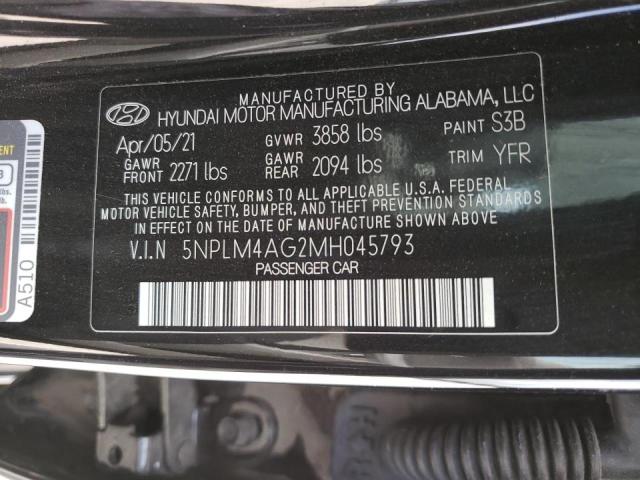 MANUFACTURED BY
HYUNDAI MOTOR MANUFACTURING ALABAMA, LLC
Apr/05/21 GVWR 3858 lbs PAINT S3B
GAWR FRONT 2271 lbs GAWR REAR 2094 lbs TRIM YFR
THIS VEHICLE CONFORMS TO ALL APPLICABLE U.S.A. FEDERAL
MOTOR VEHICLE SAFETY, BUMPER, AND THEFT PREVENTION STANDARDS
IN EFFECT ON THE DATE OF MANUFACTURE SHOWN ABOVE.
V.I.N 5NPLM4AG2MH045793
PASSENGER CAR
A510